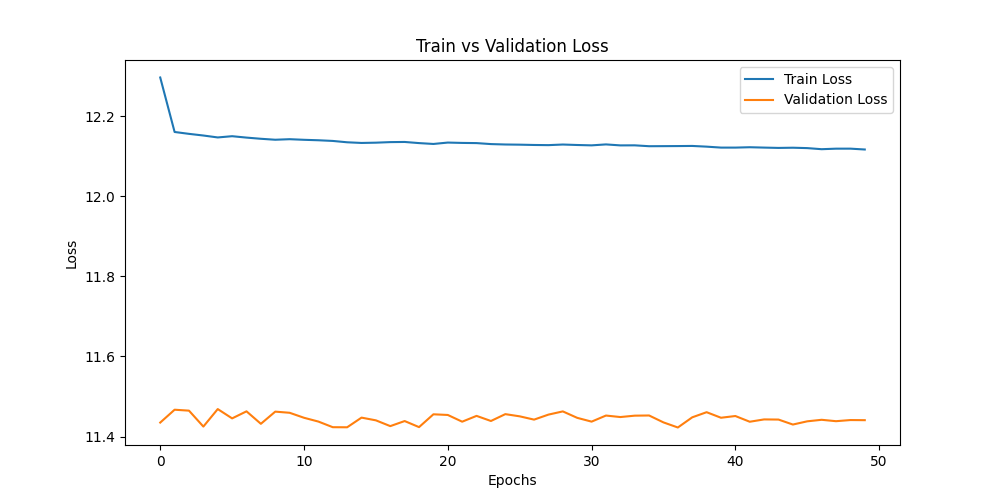 Train vs Validation Loss
Train Loss
Validation Loss
12.2
12.0
11.8
11.6
11.4
Loss
0 10 20 30 40 50
Epochs